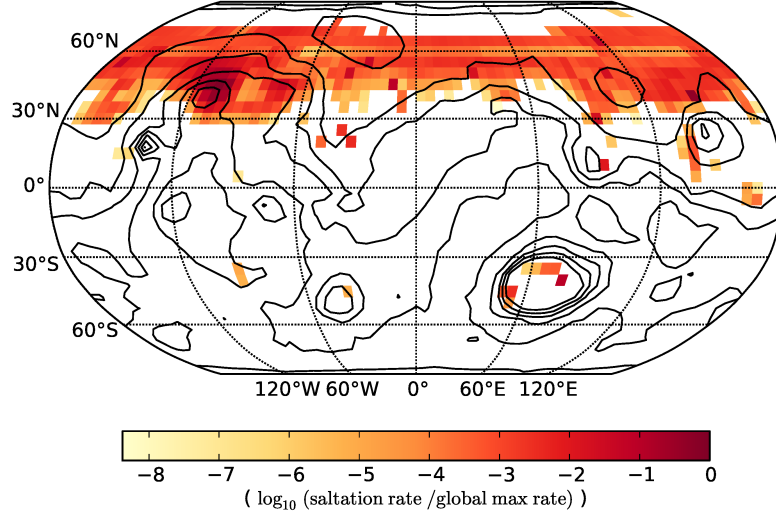 60°N
30°N
0°
30°S
60°S
120°W 60°W 0° 60°E 120°E
−8 −7 −6 −5 −4 −3 −2 −1 0
( log₁₀ (saltation rate /global max rate) )